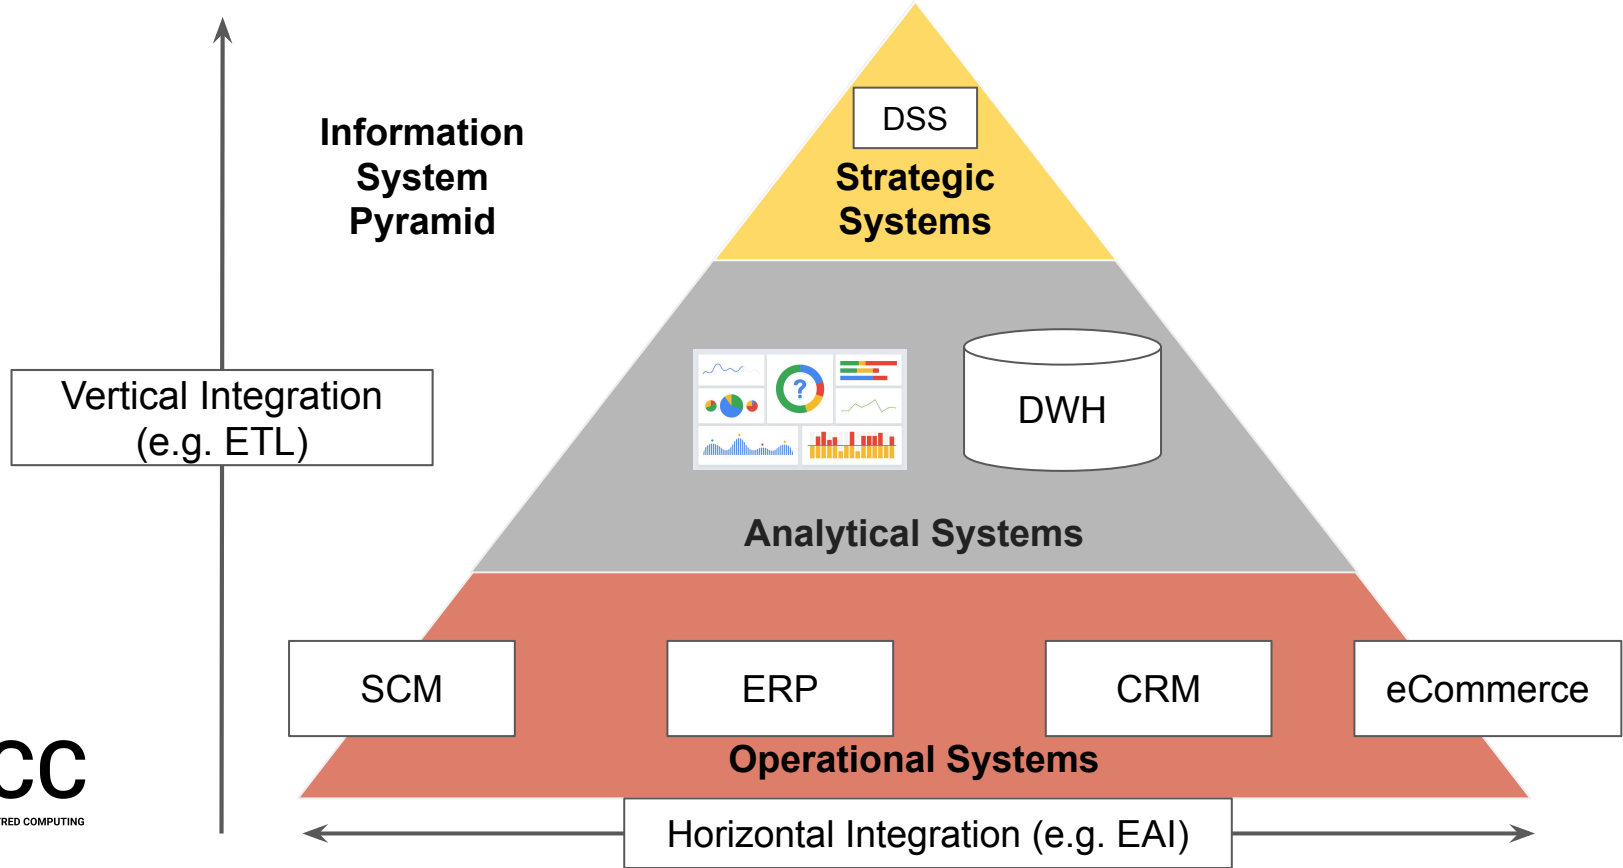 Information
System
Pyramid
DSS
Strategic
Systems
Vertical Integration
(e.g. ETL)
?
DWH
Analytical Systems
SCM
ERP
CRM
eCommerce
Operational Systems
Horizontal Integration (e.g. EAI)
CC
COMPUTING